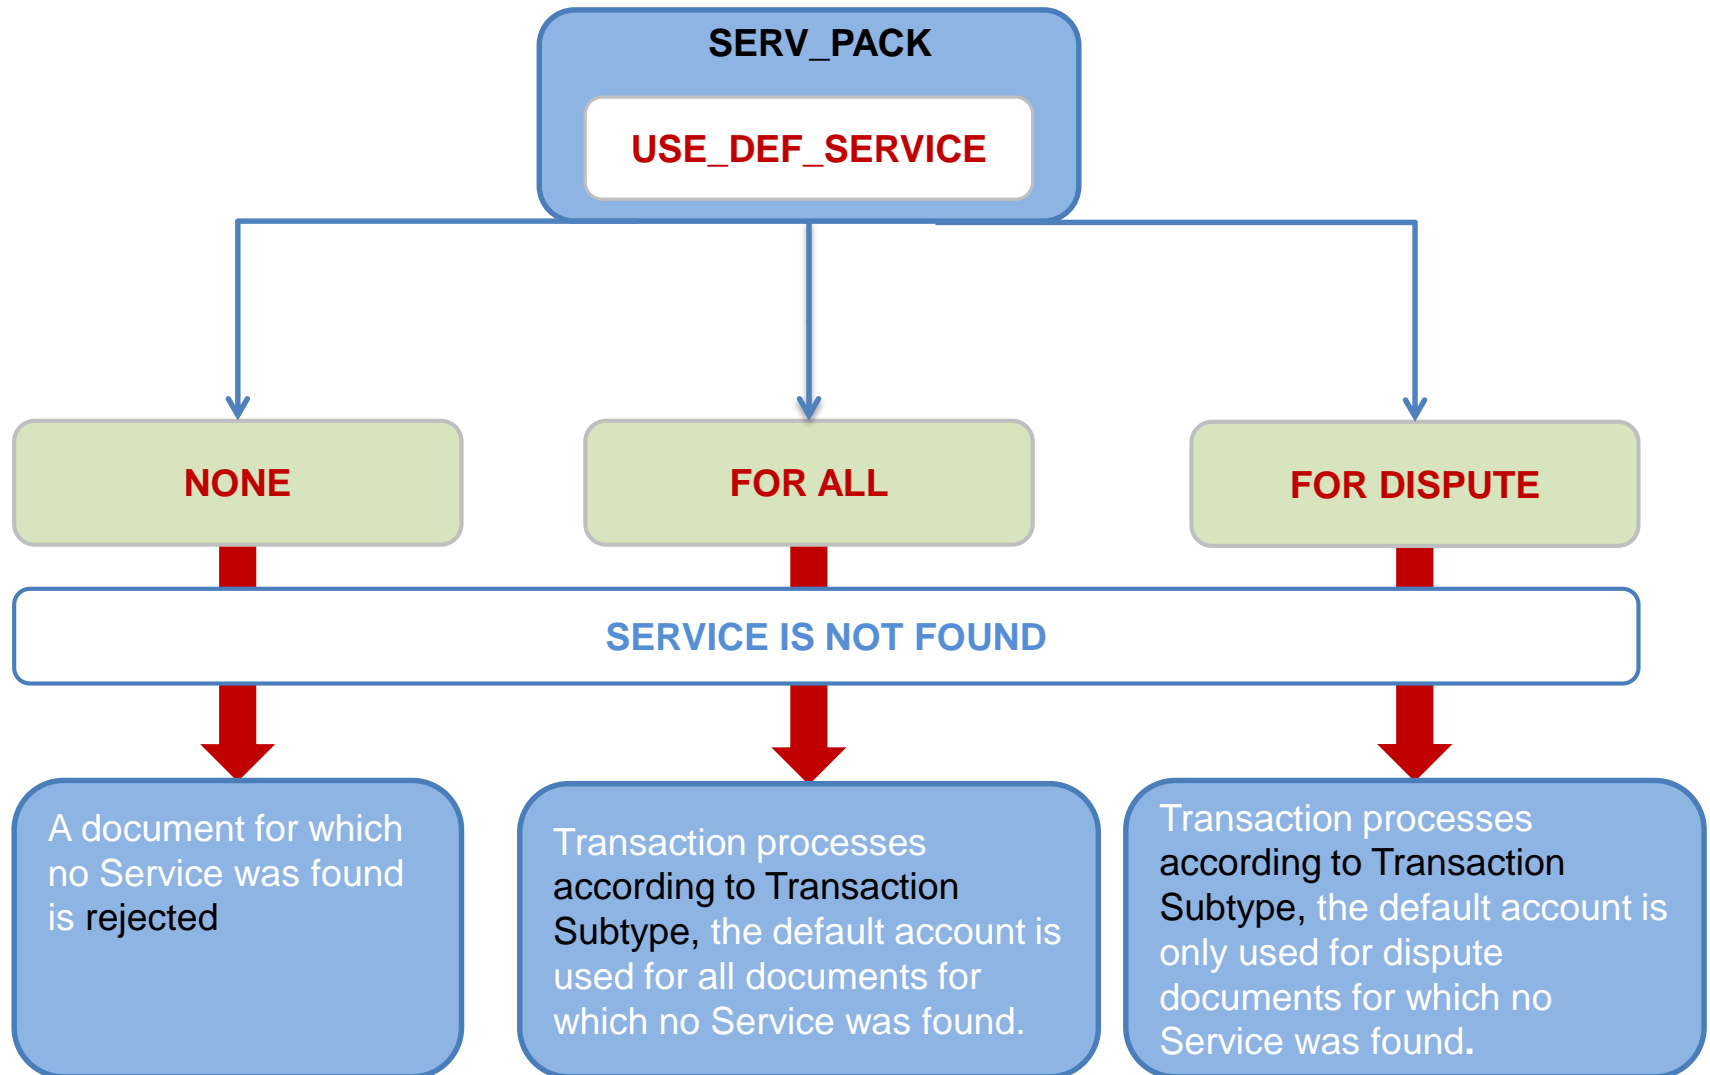 SERV_PACK
USE_DEF_SERVICE
NONE
FOR ALL
FOR DISPUTE
SERVICE IS NOT FOUND
A document for which
no Service was found
is rejected
Transaction processes
according to Transaction
Subtype, the default account is
used for all documents for
which no Service was found.
Transaction processes
according to Transaction
Subtype, the default account is
only used for dispute
documents for which no
Service was found.